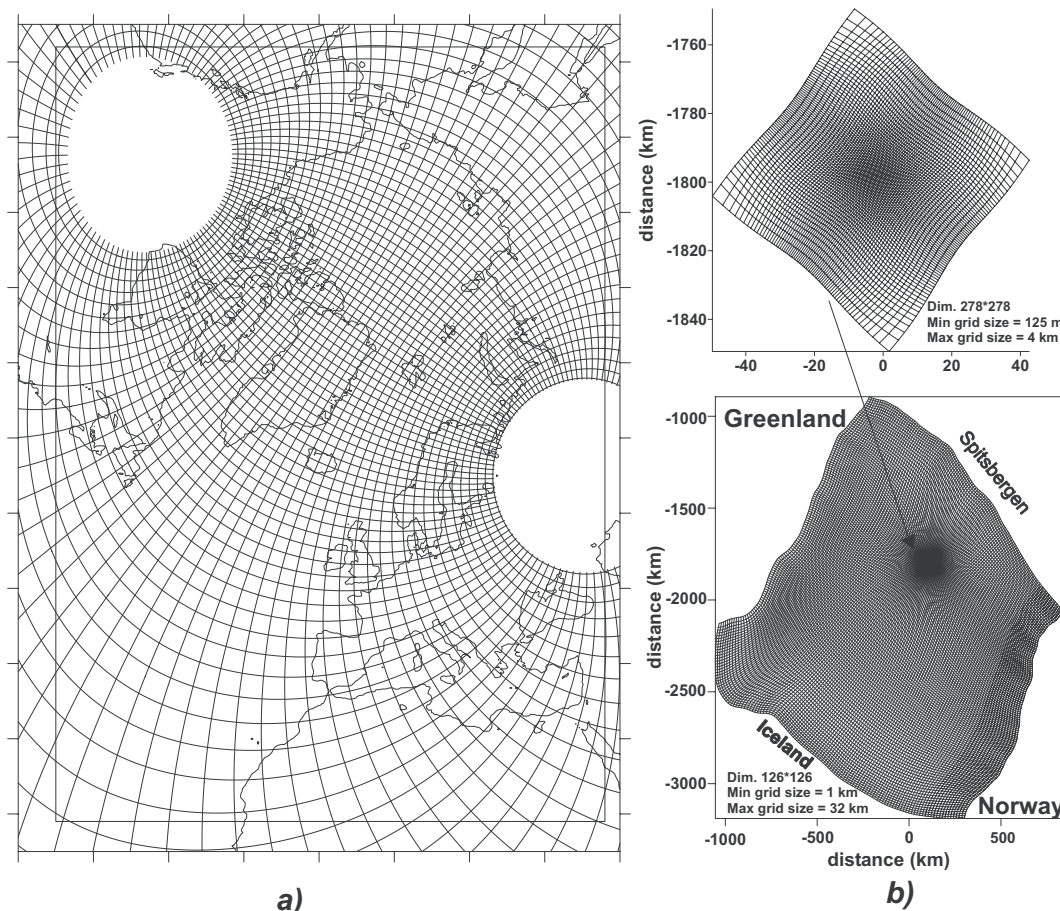 -1760
-1780
-1800
-1820
-1840
distance (km)
Dim. 278*278
Min grid size = 125 m
Max grid size = 4 km
-40
-20
0
20
40
-1000
-1500
-2000
-2500
-3000
distance (km)
Greenland
Spitsbergen
Iceland
Dim. 126*126
Min grid size = 1 km
Max grid size = 32 km
Norway
-1000
-500
0
500
distance (km)
a)
b)